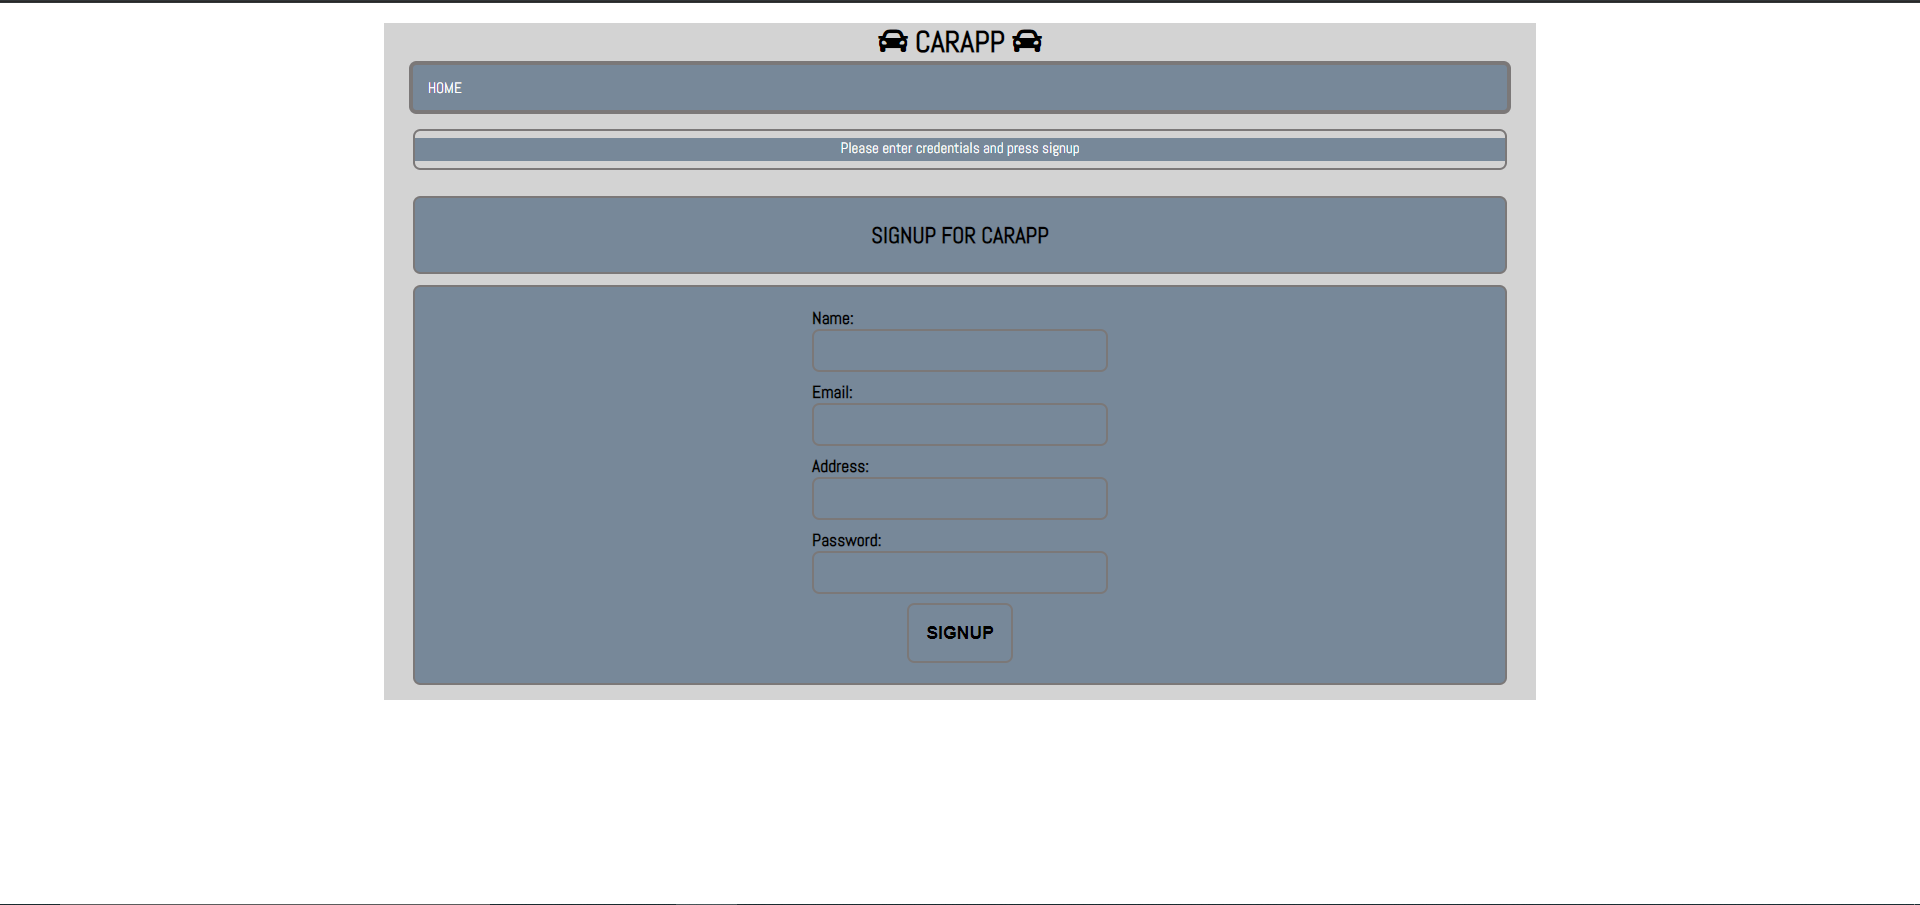 CARAPP
HOME
Please enter credentials and press signup
SIGNUP FOR CARAPP
Name:
Email:
Address:
Password:
SIGNUP